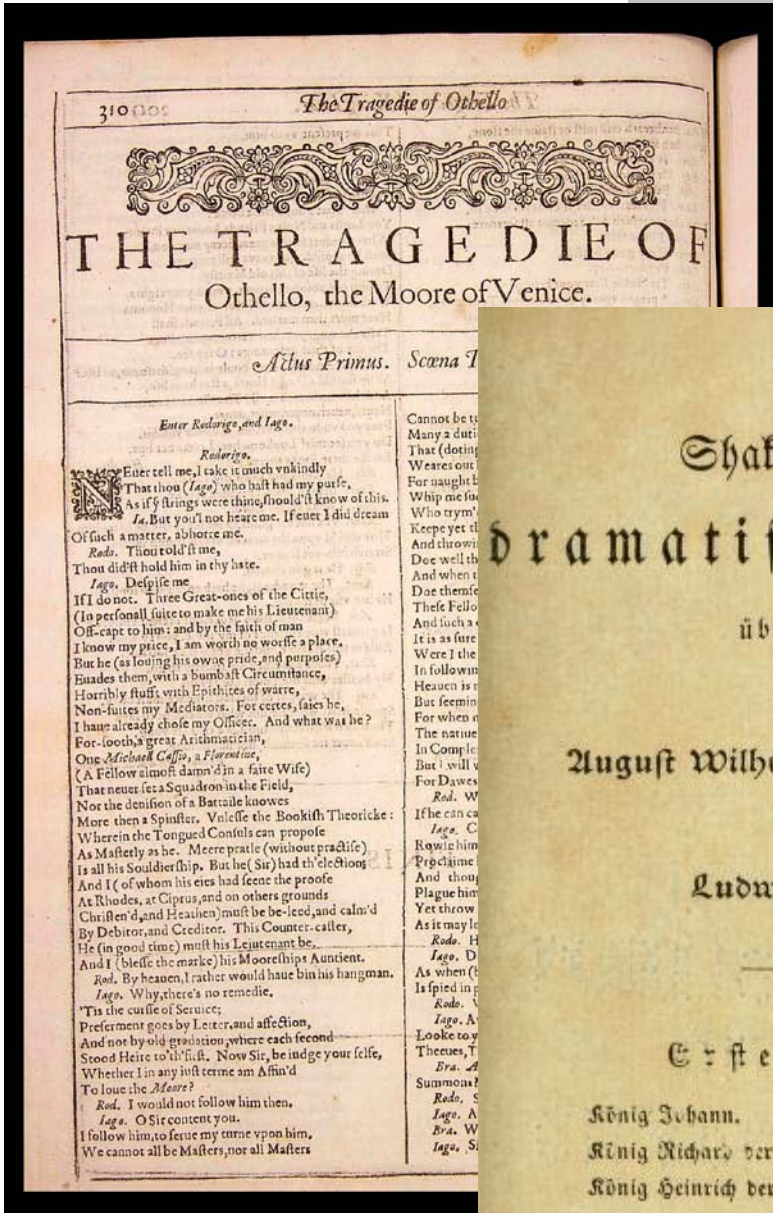 310
The Tragedie of Othello
THE TRAGEDIE OF
Othello, the Moore of Venice.
Actus Primus. Scœna
Enter Rodorigo, and Iago.
Rodorigo.
NEuer tell me, I take it much vnkindly
That thou (Iago) who haſt had my purſe,
As if yͤ ſtrings were thine, ſhould'ſt know of this.
Ia. But you'l not heare me. If euer I did dream
Of ſuch a matter, abhorre me.
Rodo. Thou told'ſt me,
Thou did'ſt hold him in thy hate.
Iago. Deſpiſe me
If I do not. Three Great-ones of the Cittie,
(In perſonall ſuite to make me his Lieutenant)
Off-capt to him: and by the faith of man
I know my price, I am worth no worſſe a place.
But he (as louing his owne pride, and purpoſes)
Euades them, with a bumbaſt Circumſtance,
Horribly ſtufft with Epithites of warre,
Non-ſuites my Mediators. For certes, ſaies he,
I haue already choſe my Officer. And what was he?
For-ſooth, a great Arithmatician,
One Michaell Caſſio, a Florentine,
(A Fellow almoſt damn'd in a faire Wife)
That neuer ſet a Squadron in the Field,
Nor the deuiſion of a Battaile knowes
More then a Spinſter. Vnleſſe the Bookiſh Theoricke:
Wherein the Tongued Conſuls can propoſe
As Maſterly as he. Meere pratle (without practiſe)
Is all his Souldierſhip. But he (Sir) had th'election;
And I (of whom his eies had ſeene the proofe
At Rhodes, at Ciprus, and on others grounds
Chriſten'd, and Heathen) muſt be be-leed, and calm'd
By Debitor, and Creditor. This Counter-caſter,
He (in good time) muſt his Leiutenant be,
And I (bleſſe the marke) his Mooreſhips Auntient.
Rod. By heauen, I rather would haue bin his hangman.
Iago. Why, there's no remedie.
'Tis the curſſe of Seruice;
Preferment goes by Letter, and affection,
And not by old gradation, where each ſecond
Stood Heire to'th'firſt. Now Sir, be iudge your ſelfe,
Whether I in any iuſt terme am Affin'd
To loue the Moore?
Rod. I would not follow him then.
Iago. O Sir content you.
I follow him, to ſerue my turne vpon him.
We cannot all be Maſters, nor all Maſters
Cannot be
Many a duti
That (doting
Weares out
For naught
Whip me
Who trym'
Keepe yet
And throwi
Doe well
And when
Doe themſe
Theſe Fello
And ſuch a
It is as ſure
Were I the
In followin
Heauen is
But ſeemin
For when
The natiue
In Comple
But I will
For Dawes
Rod. W
If he can
Iago. C
Rowſe him
Proclaime
And thou
Plague him
Yet throw
As it may
Rodo. H
Iago. D
As when
Is ſpied in
Rodo.
Iago. A
Looke to
Theeues, T
Bra.
Summons?
Rodo. S
Iago. A
Bra. W
Iago. Si
Shak
dramatiſ
üb
Auguſt Wilhe
Ludw
Erſte
König Johann.
König Richard der
König Heinrich der